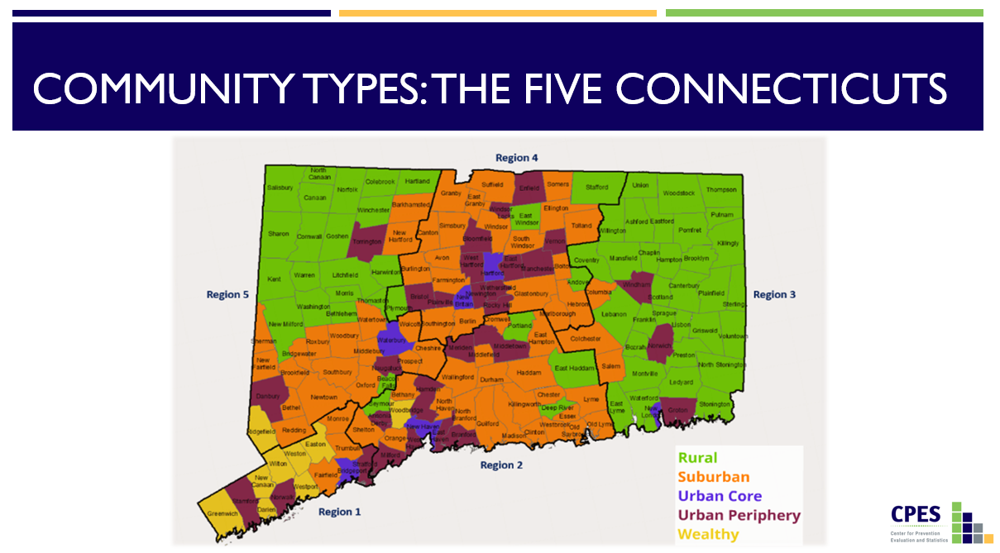 COMMUNITY TYPES: THE FIVE CONNECTICUTS
Region 4
North Canaan
Salisbury
Canaan
Norfolk
Colebrook
Hartland
Winchester
Barkhamsted
Granby
East Granby
Suffield
Enfield
Somers
Stafford
Union
Woodstock
Thompson
Windsor Locks
East Windsor
Ellington
Putnam
Sharon
Cornwall
Goshen
Torrington
New Hartford
Canton
Simsbury
Windsor
Bloomfield
South Windsor
Vernon
Tolland
Willington
Ashford
Eastford
Pomfret
Killingly
Kent
Warren
Litchfield
Harwinton
Burlington
Avon
West Hartford
Hartford
East Hartford
Manchester
Bolton
Coventry
Mansfield
Chaplin
Hampton
Brooklyn
Farmington
Andover
Windham
Scotland
Canterbury
Plainfield
Sterling
Region 5
Region 3
Washington
Morris
Bethlehem
Thomaston
Plymouth
Bristol
Plainville
New Britain
Newington
Wethersfield
Rocky Hill
Glastonbury
Hebron
Columbia
Lebanon
Franklin
Sprague
Lisbon
Griswold
Voluntown
New Milford
Watertown
Wolcott
Southington
Berlin
Cromwell
Portland
Marlborough
East Hampton
Colchester
Bozrah
Norwich
Preston
Sherman
Roxbury
Woodbury
Bridgewater
Middlebury
Waterbury
Cheshire
Meriden
Middletown
Middlefield
New Fairfield
Brookfield
Southbury
Naugatuck
Prospect
Wallingford
Durham
Haddam
East Haddam
Salem
Montville
Ledyard
North Stonington
Danbury
Bethel
Newtown
Oxford
Beacon Falls
Bethany
Hamden
Seymour
Woodbridge
North Haven
North Branford
Killingworth
Chester
Deep River
Essex
Lyme
East Lyme
Waterford
New London
Groton
Stonington
Ridgefield
Redding
Monroe
Shelton
Ansonia
Derby
Orange
New Haven
East Haven
Branford
Guilford
Madison
Clinton
Westbrook
Old Saybrook
Old Lyme
Easton
Weston
Trumbull
Milford
Wilton
Fairfield
Bridgeport
Stratford
New Canaan
Westport
Norwalk
Stamford
Darien
Greenwich
Region 2
Region 1
Rural
Suburban
Urban Core
Urban Periphery
Wealthy
CPES
Center for Prevention
Evaluation and Statistics